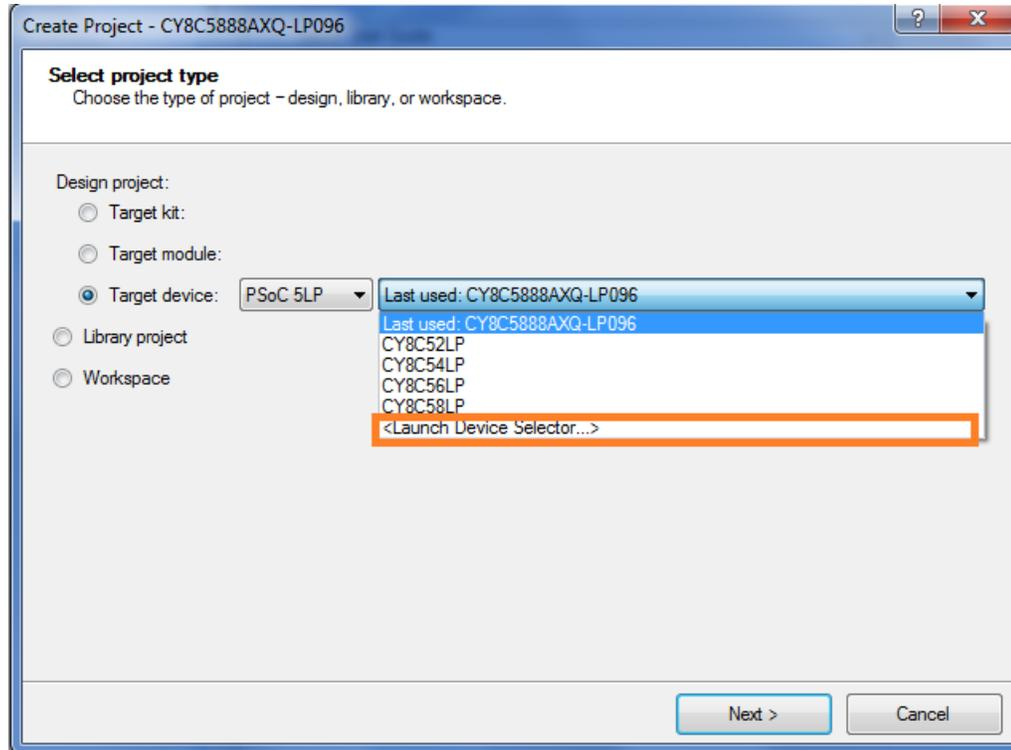 Create Project - CY8C5888AXQ-LP096
Select project type
Choose the type of project – design, library, or workspace.
Design project:
Target kit:
Target module:
Target device: PSoC 5LP Last used: CY8C5888AXQ-LP096
Last used: CY8C5888AXQ-LP096
CY8C52LP
CY8C54LP
CY8C56LP
CY8C58LP
<Launch Device Selector...>
Library project
Workspace
Next > Cancel